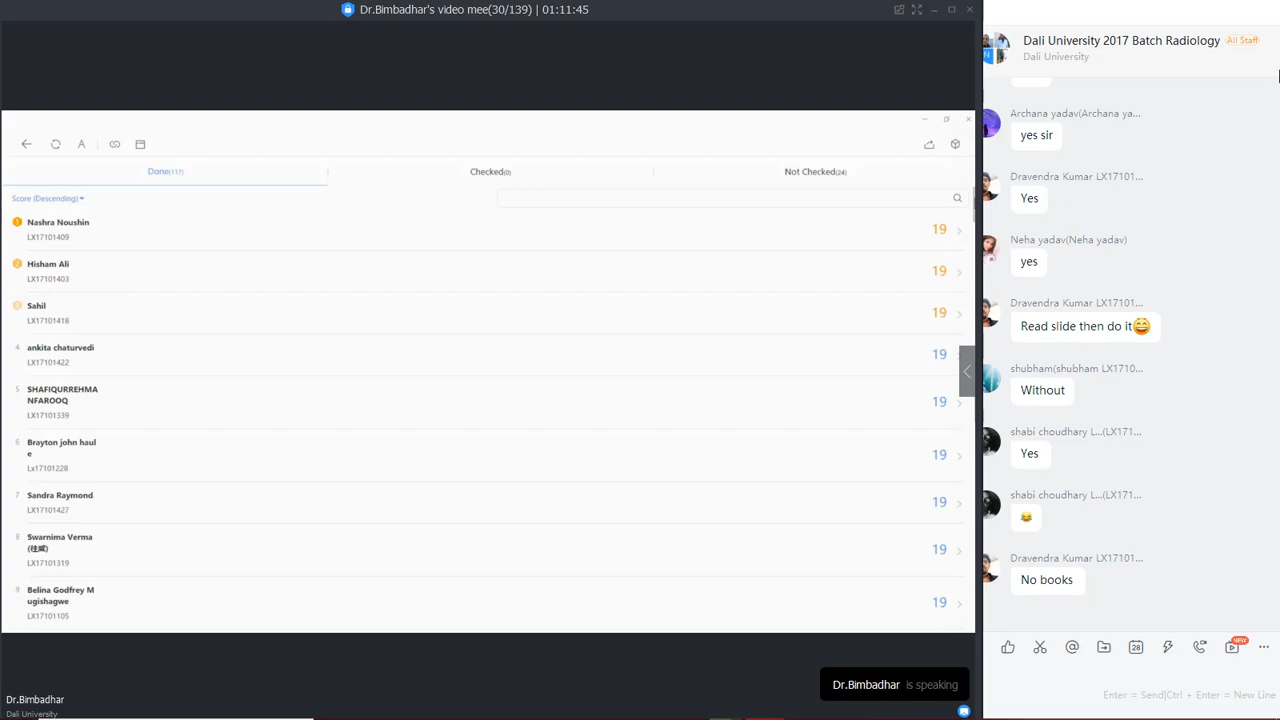 Dr.Bimbadhar's video mee(30/139) | 01:11:45
Done(117)
Checked(0)
Not Checked(24)
Score (Descending)
1 Nashra Noushin
LX17101409
19
2 Hisham Ali
LX17101403
19
Sahil
LX17101418
19
4 ankita chaturvedi
LX17101422
19
5 SHAFIQURREHMA
NFAROOQ
LX17101339
19
6 Brayton john haul
e
Lx17101228
19
7 Sandra Raymond
LX17101427
19
8 Swarnima Verma
LX17101319
19
9 Belina Godfrey M
ugishagwe
LX17101105
19
Dr.Bimbadhar is speaking
Dr.Bimbadhar
Dali University
Dali University 2017 Batch Radiology All Staff
Dali University
Archana yadav(Archana ya...
yes sir
Dravendra Kumar LX17101...
Yes
Neha yadav(Neha yadav)
yes
Dravendra Kumar LX17101...
Read slide then do it😄
shubham(shubham LX1710...
Without
shabi choudhary L...(LX171...
Yes
shabi choudhary L...(LX171...
😂
Dravendra Kumar LX17101...
No books
28
NEW
Enter = Send|Ctrl + Enter = New Line